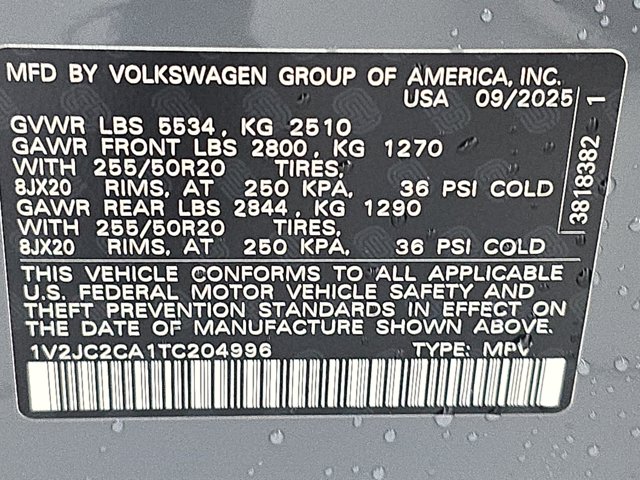 MFD BY VOLKSWAGEN GROUP OF AMERICA, INC.
USA 09/2025
GVWR LBS 5534, KG 2510
GAWR FRONT LBS 2800, KG 1270
WITH 255/50R20 TIRES,
8JX20 RIMS, AT 250 KPA, 36 PSI COLD
GAWR REAR LBS 2844, KG 1290
WITH 255/50R20 TIRES,
8JX20 RIMS, AT 250 KPA, 36 PSI COLD
THIS VEHICLE CONFORMS TO ALL APPLICABLE
U.S. FEDERAL MOTOR VEHICLE SAFETY AND
THEFT PREVENTION STANDARDS IN EFFECT ON
THE DATE OF MANUFACTURE SHOWN ABOVE.
1V2JC2CA1TC204996 TYPE: MPV
3818382 1